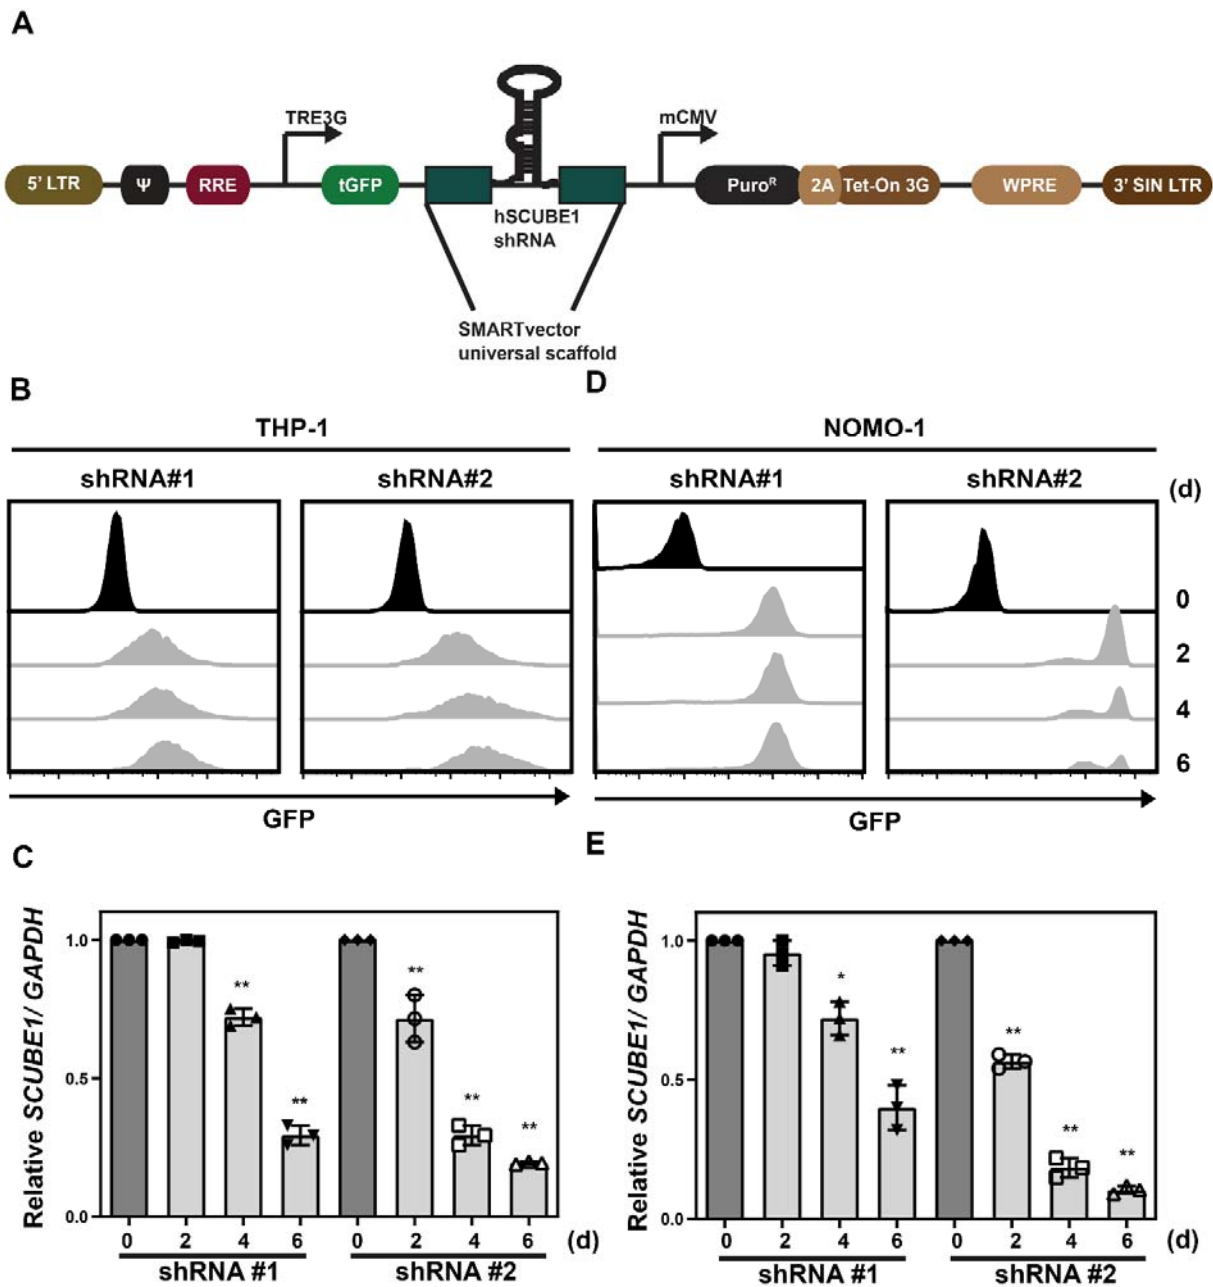 A
TRE3G
mCMV
5' LTR
Ψ
RRE
tGFP
hSCUBE1
shRNA
Puroᴿ
2A
Tet-On 3G
WPRE
3' SIN LTR
SMARTvector
universal scaffold
B
THP-1
shRNA#1
shRNA#2
GFP
D
NOMO-1
shRNA#1
shRNA#2
(d)
0
2
4
6
GFP
C
Relative SCUBE1/ GAPDH
1.0
0.5
0.0
**
**
**
**
**
0 2 4 6 0 2 4 6 (d)
shRNA #1 shRNA #2
E
Relative SCUBE1/ GAPDH
1.0
0.5
0.0
*
**
**
**
**
0 2 4 6 0 2 4 6 (d)
shRNA #1 shRNA #2